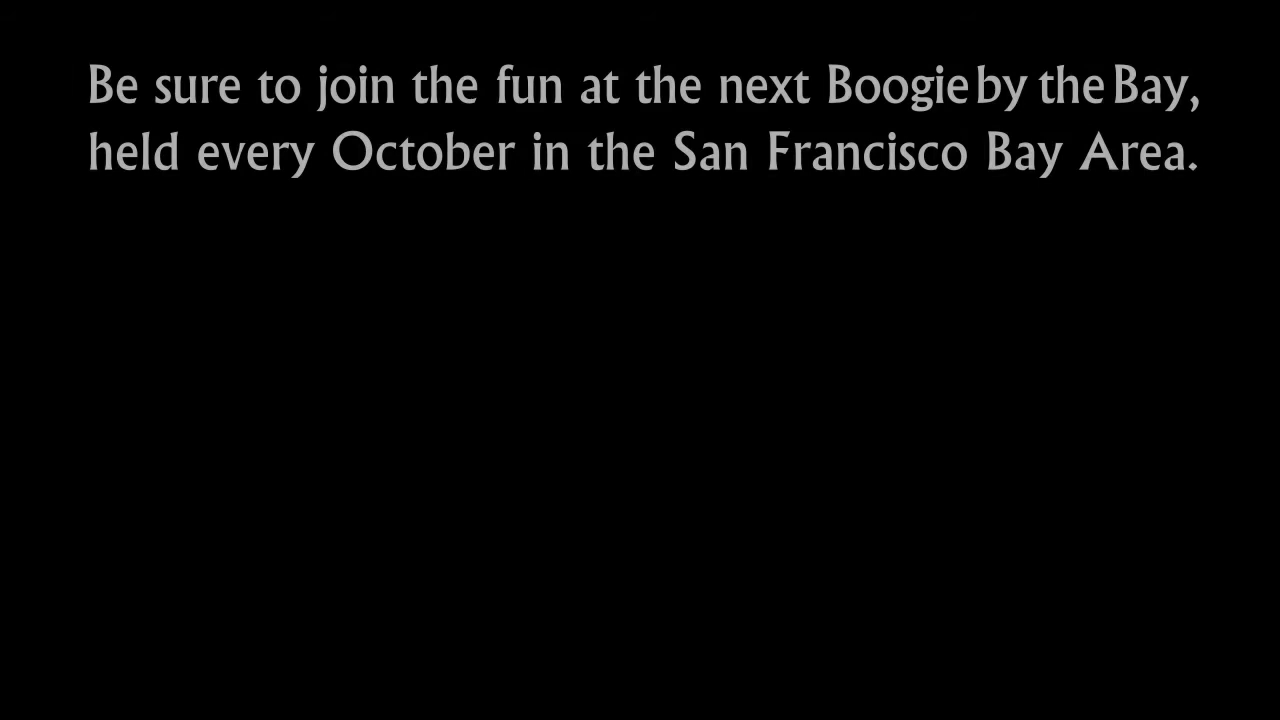 Be sure to join the fun at the next Boogie by the Bay,
held every October in the San Francisco Bay Area.